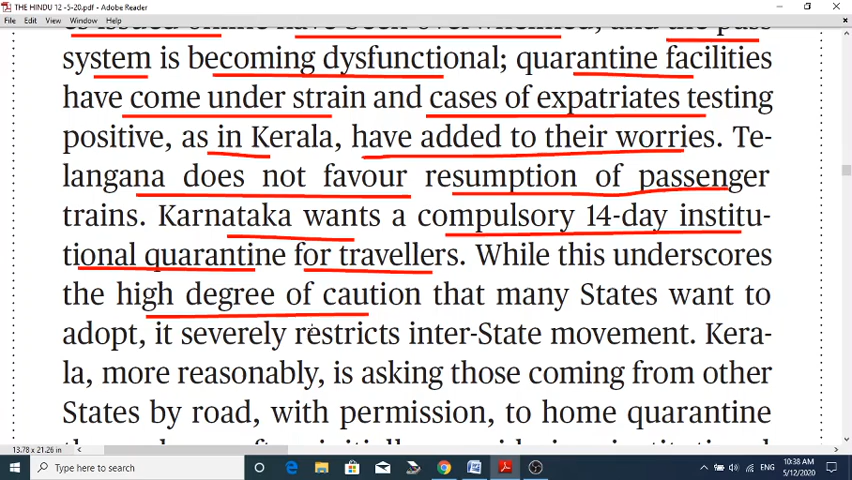 THE HINDU 12 -5-20.pdf - Adobe Reader
File Edit View Window Help
system is becoming dysfunctional; quarantine facilities
have come under strain and cases of expatriates testing
positive, as in Kerala, have added to their worries. Te-
langana does not favour resumption of passenger
trains. Karnataka wants a compulsory 14-day institu-
tional quarantine for travellers. While this underscores
the high degree of caution that many States want to
adopt, it severely restricts inter-State movement. Kera-
la, more reasonably, is asking those coming from other
States by road, with permission, to home quarantine
13.78 x 21.26 in
Type here to search
ENG
10:38 AM
5/12/2020